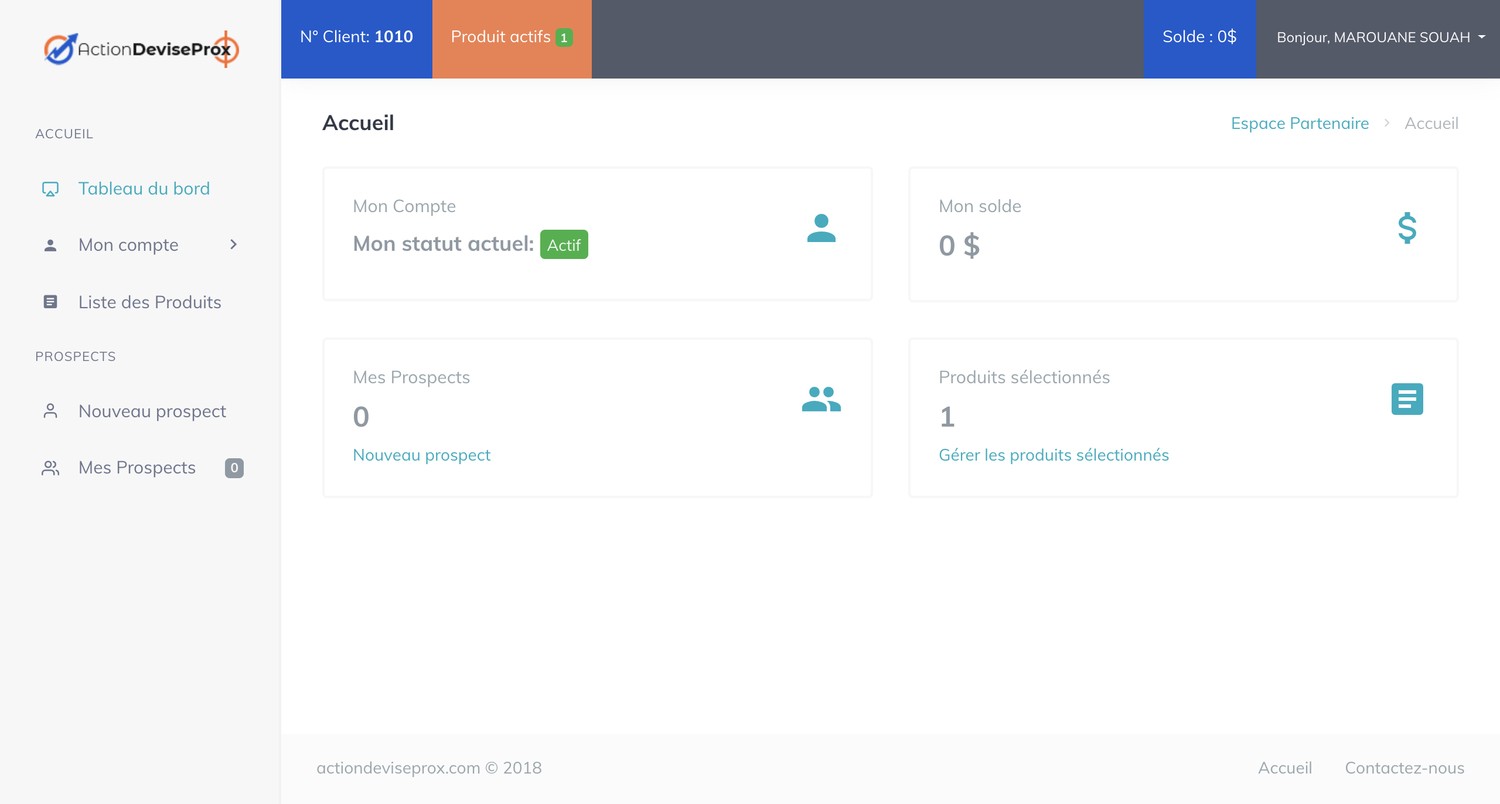 ActionDeviseProx
N° Client: 1010
Produit actifs 1
Solde : 0$
Bonjour, MAROUANE SOUAH
ACCUEIL
Tableau du bord
Mon compte
Liste des Produits
PROSPECTS
Nouveau prospect
Mes Prospects 0
Accueil
Espace Partenaire > Accueil
Mon Compte
Mon statut actuel: Actif
Mon solde
0 $
Mes Prospects
0
Nouveau prospect
Produits sélectionnés
1
Gérer les produits sélectionnés
actiondeviseprox.com © 2018
Accueil
Contactez-nous